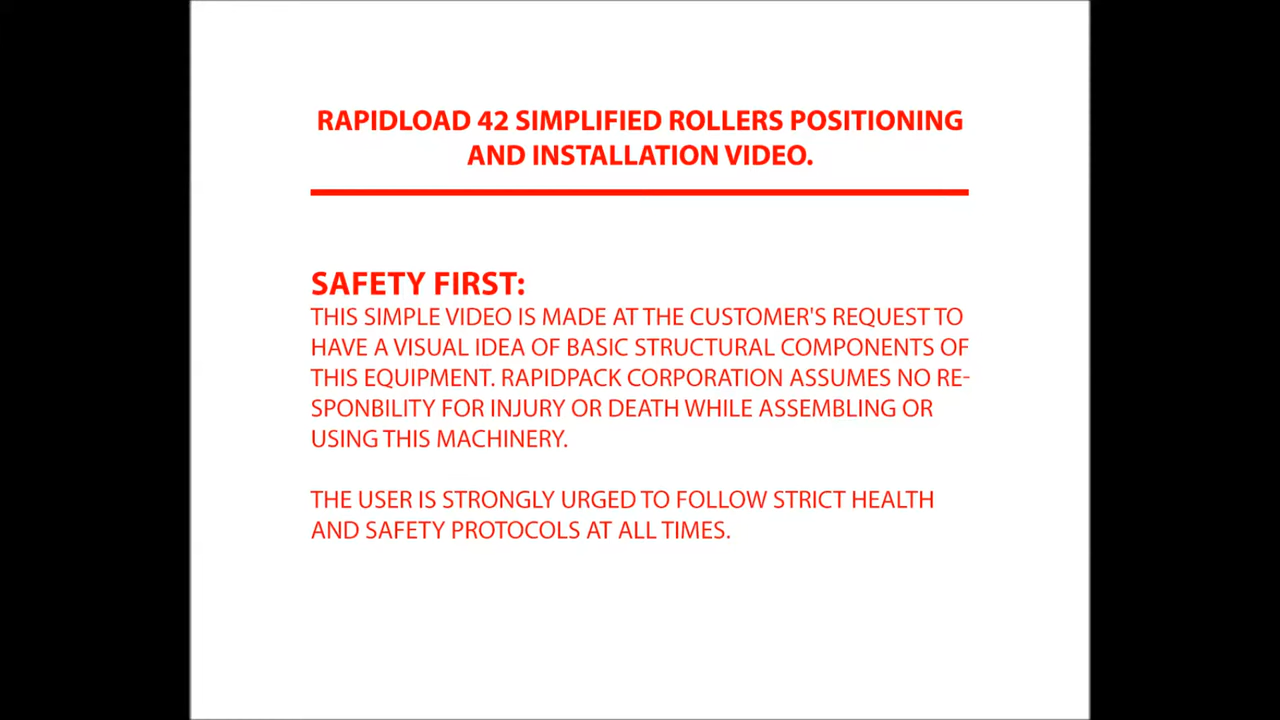 RAPIDLOAD 42 SIMPLIFIED ROLLERS POSITIONING
AND INSTALLATION VIDEO.
SAFETY FIRST:
THIS SIMPLE VIDEO IS MADE AT THE CUSTOMER'S REQUEST TO
HAVE A VISUAL IDEA OF BASIC STRUCTURAL COMPONENTS OF
THIS EQUIPMENT. RAPIDPACK CORPORATION ASSUMES NO RE-
SPONBILITY FOR INJURY OR DEATH WHILE ASSEMBLING OR
USING THIS MACHINERY.
THE USER IS STRONGLY URGED TO FOLLOW STRICT HEALTH
AND SAFETY PROTOCOLS AT ALL TIMES.